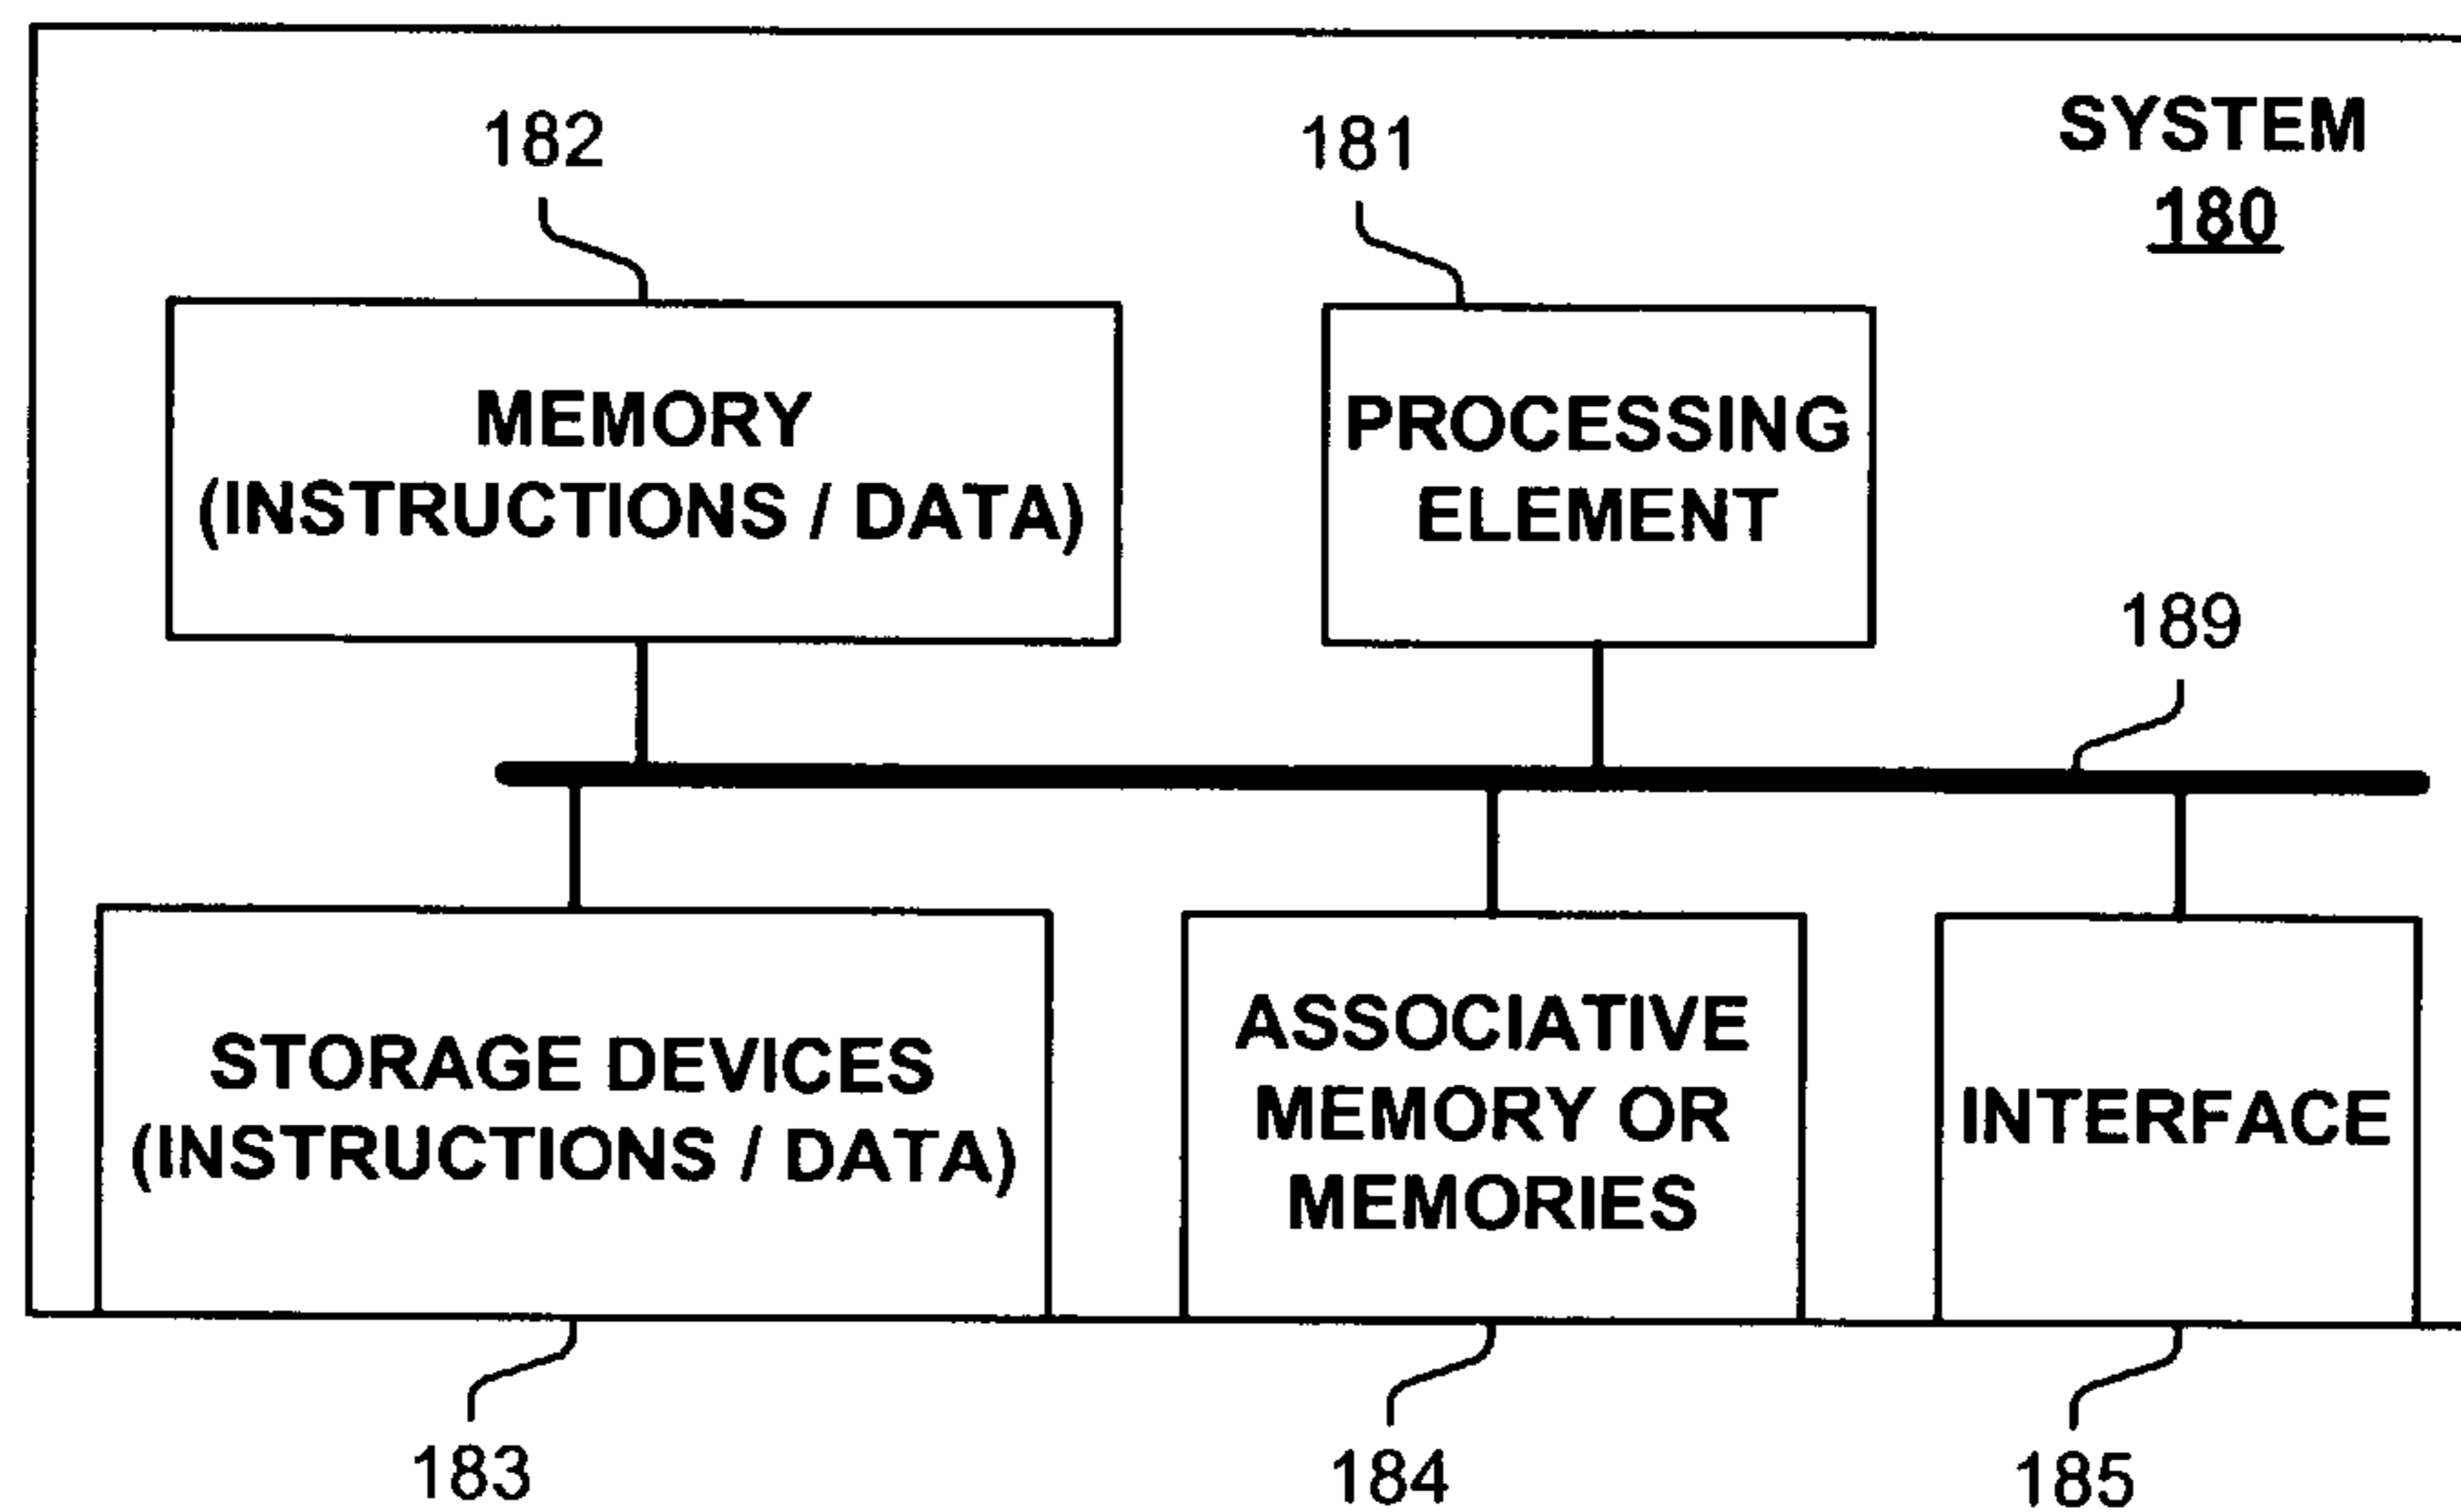 SYSTEM
180
182
181
MEMORY
(INSTRUCTIONS / DATA)
PROCESSING
ELEMENT
189
STORAGE DEVICES
(INSTRUCTIONS / DATA)
ASSOCIATIVE
MEMORY OR
MEMORIES
INTERFACE
183
184
185